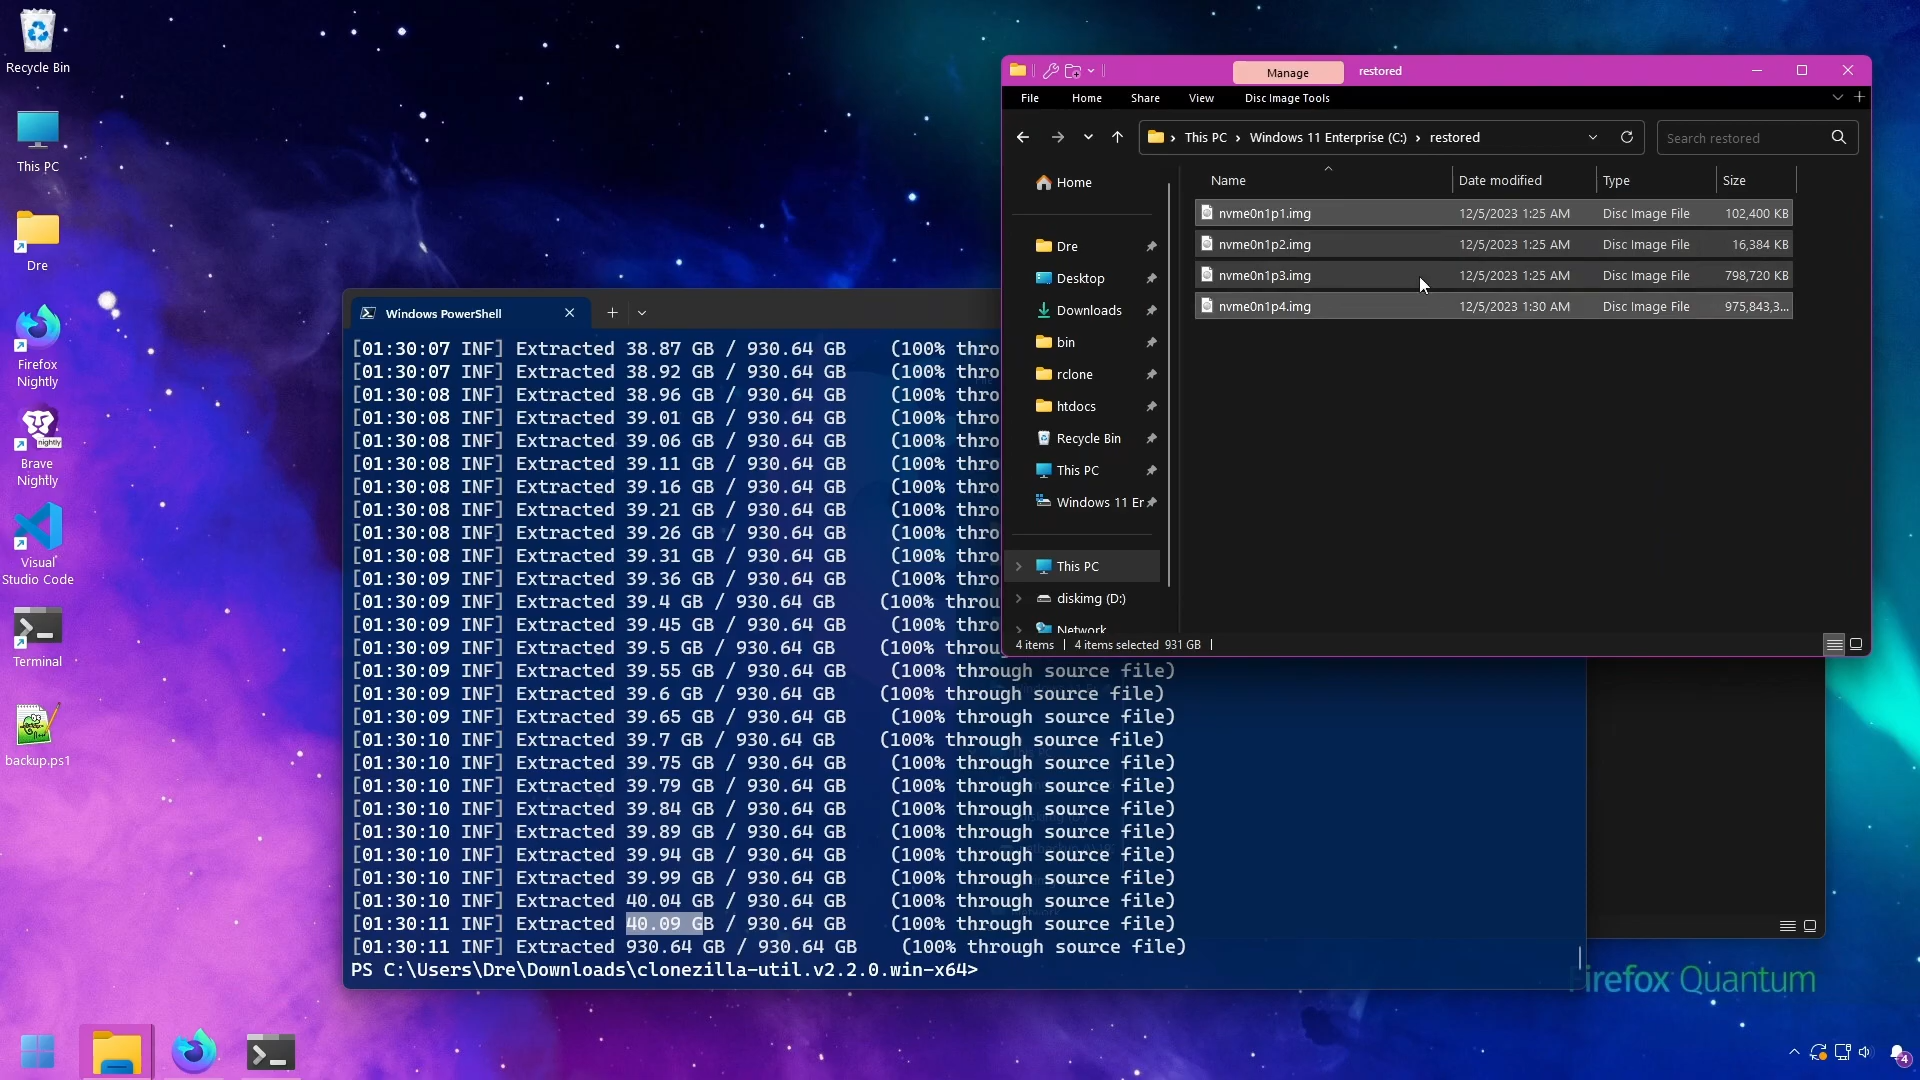 Recycle Bin
This PC
Dre
Firefox
Nightly
Brave
Nightly
Visual
Studio Code
Terminal
backup.ps1
Manage
restored
File
Home
Share
View
Disc Image Tools
This PC
Windows 11 Enterprise (C:)
restored
Search restored
Name
Date modified
Type
Size
nvme0n1p1.img 12/5/2023 1:25 AM Disc Image File 102,400 KB
nvme0n1p2.img 12/5/2023 1:25 AM Disc Image File 16,384 KB
nvme0n1p3.img 12/5/2023 1:25 AM Disc Image File 798,720 KB
nvme0n1p4.img 12/5/2023 1:30 AM Disc Image File 975,843,3...
Home
Dre
Desktop
Downloads
bin
rclone
htdocs
Recycle Bin
This PC
Windows 11 Er
This PC
diskimg (D:)
Network
4 items
4 items selected 931 GB
Windows PowerShell
[01:30:07 INF] Extracted 38.87 GB / 930.64 GB (100% thro
[01:30:07 INF] Extracted 38.92 GB / 930.64 GB (100% thro
[01:30:08 INF] Extracted 38.96 GB / 930.64 GB (100% thro
[01:30:08 INF] Extracted 39.01 GB / 930.64 GB (100% thro
[01:30:08 INF] Extracted 39.06 GB / 930.64 GB (100% thro
[01:30:08 INF] Extracted 39.11 GB / 930.64 GB (100% thro
[01:30:08 INF] Extracted 39.16 GB / 930.64 GB (100% thro
[01:30:08 INF] Extracted 39.21 GB / 930.64 GB (100% thro
[01:30:08 INF] Extracted 39.26 GB / 930.64 GB (100% thro
[01:30:08 INF] Extracted 39.31 GB / 930.64 GB (100% thro
[01:30:09 INF] Extracted 39.36 GB / 930.64 GB (100% thro
[01:30:09 INF] Extracted 39.4 GB / 930.64 GB (100% throu
[01:30:09 INF] Extracted 39.45 GB / 930.64 GB (100% thro
[01:30:09 INF] Extracted 39.5 GB / 930.64 GB (100% throu
[01:30:09 INF] Extracted 39.55 GB / 930.64 GB (100% through source file)
[01:30:09 INF] Extracted 39.6 GB / 930.64 GB (100% through source file)
[01:30:09 INF] Extracted 39.65 GB / 930.64 GB (100% through source file)
[01:30:10 INF] Extracted 39.7 GB / 930.64 GB (100% through source file)
[01:30:10 INF] Extracted 39.75 GB / 930.64 GB (100% through source file)
[01:30:10 INF] Extracted 39.79 GB / 930.64 GB (100% through source file)
[01:30:10 INF] Extracted 39.84 GB / 930.64 GB (100% through source file)
[01:30:10 INF] Extracted 39.89 GB / 930.64 GB (100% through source file)
[01:30:10 INF] Extracted 39.94 GB / 930.64 GB (100% through source file)
[01:30:10 INF] Extracted 39.99 GB / 930.64 GB (100% through source file)
[01:30:10 INF] Extracted 40.04 GB / 930.64 GB (100% through source file)
[01:30:11 INF] Extracted 40.09 GB / 930.64 GB (100% through source file)
[01:30:11 INF] Extracted 930.64 GB / 930.64 GB (100% through source file)
PS C:\Users\Dre\Downloads\clonezilla-util.v2.2.0.win-x64>
Firefox Quantum
4